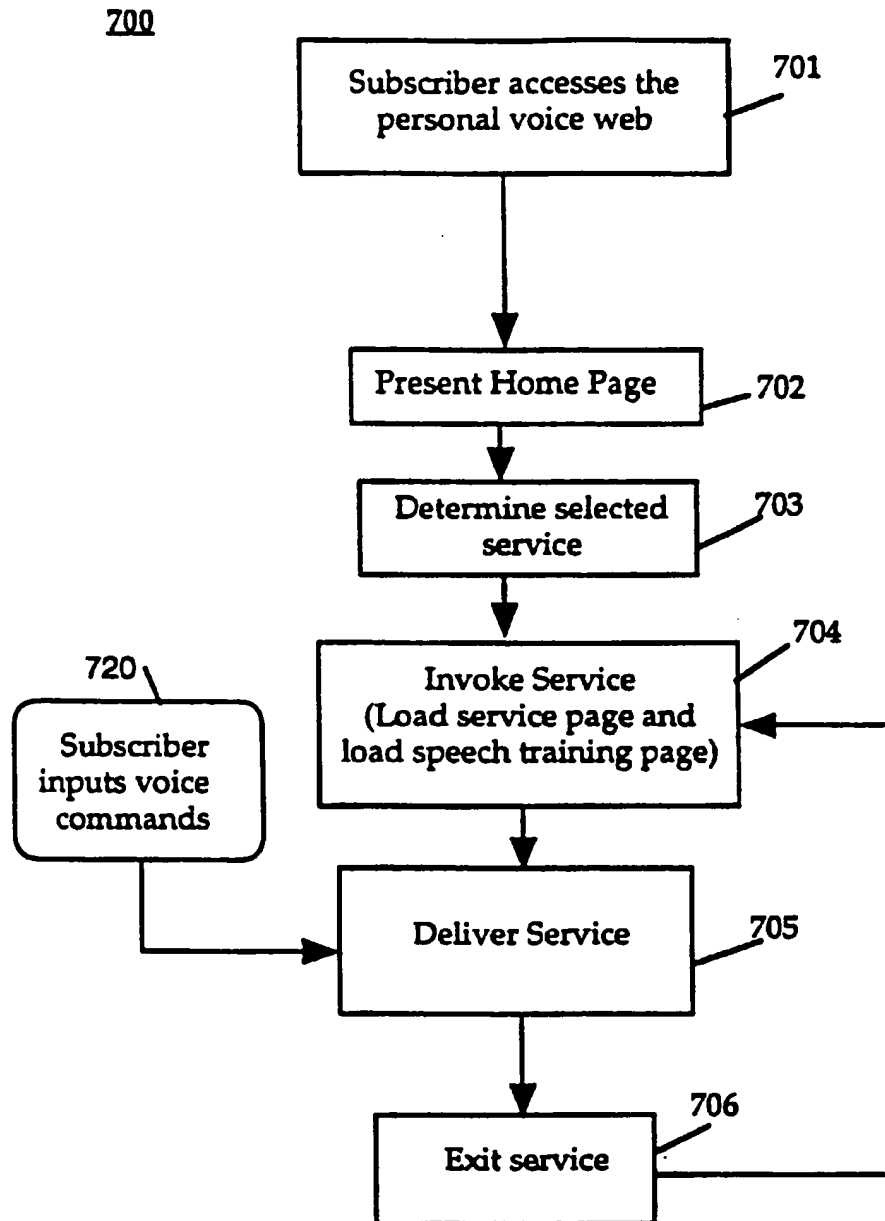 700
Subscriber accesses the
personal voice web
701
Present Home Page
702
Determine selected
service
703
Invoke Service
(Load service page and
load speech training page)
704
720
Subscriber
inputs voice
commands
Deliver Service
705
Exit service
706